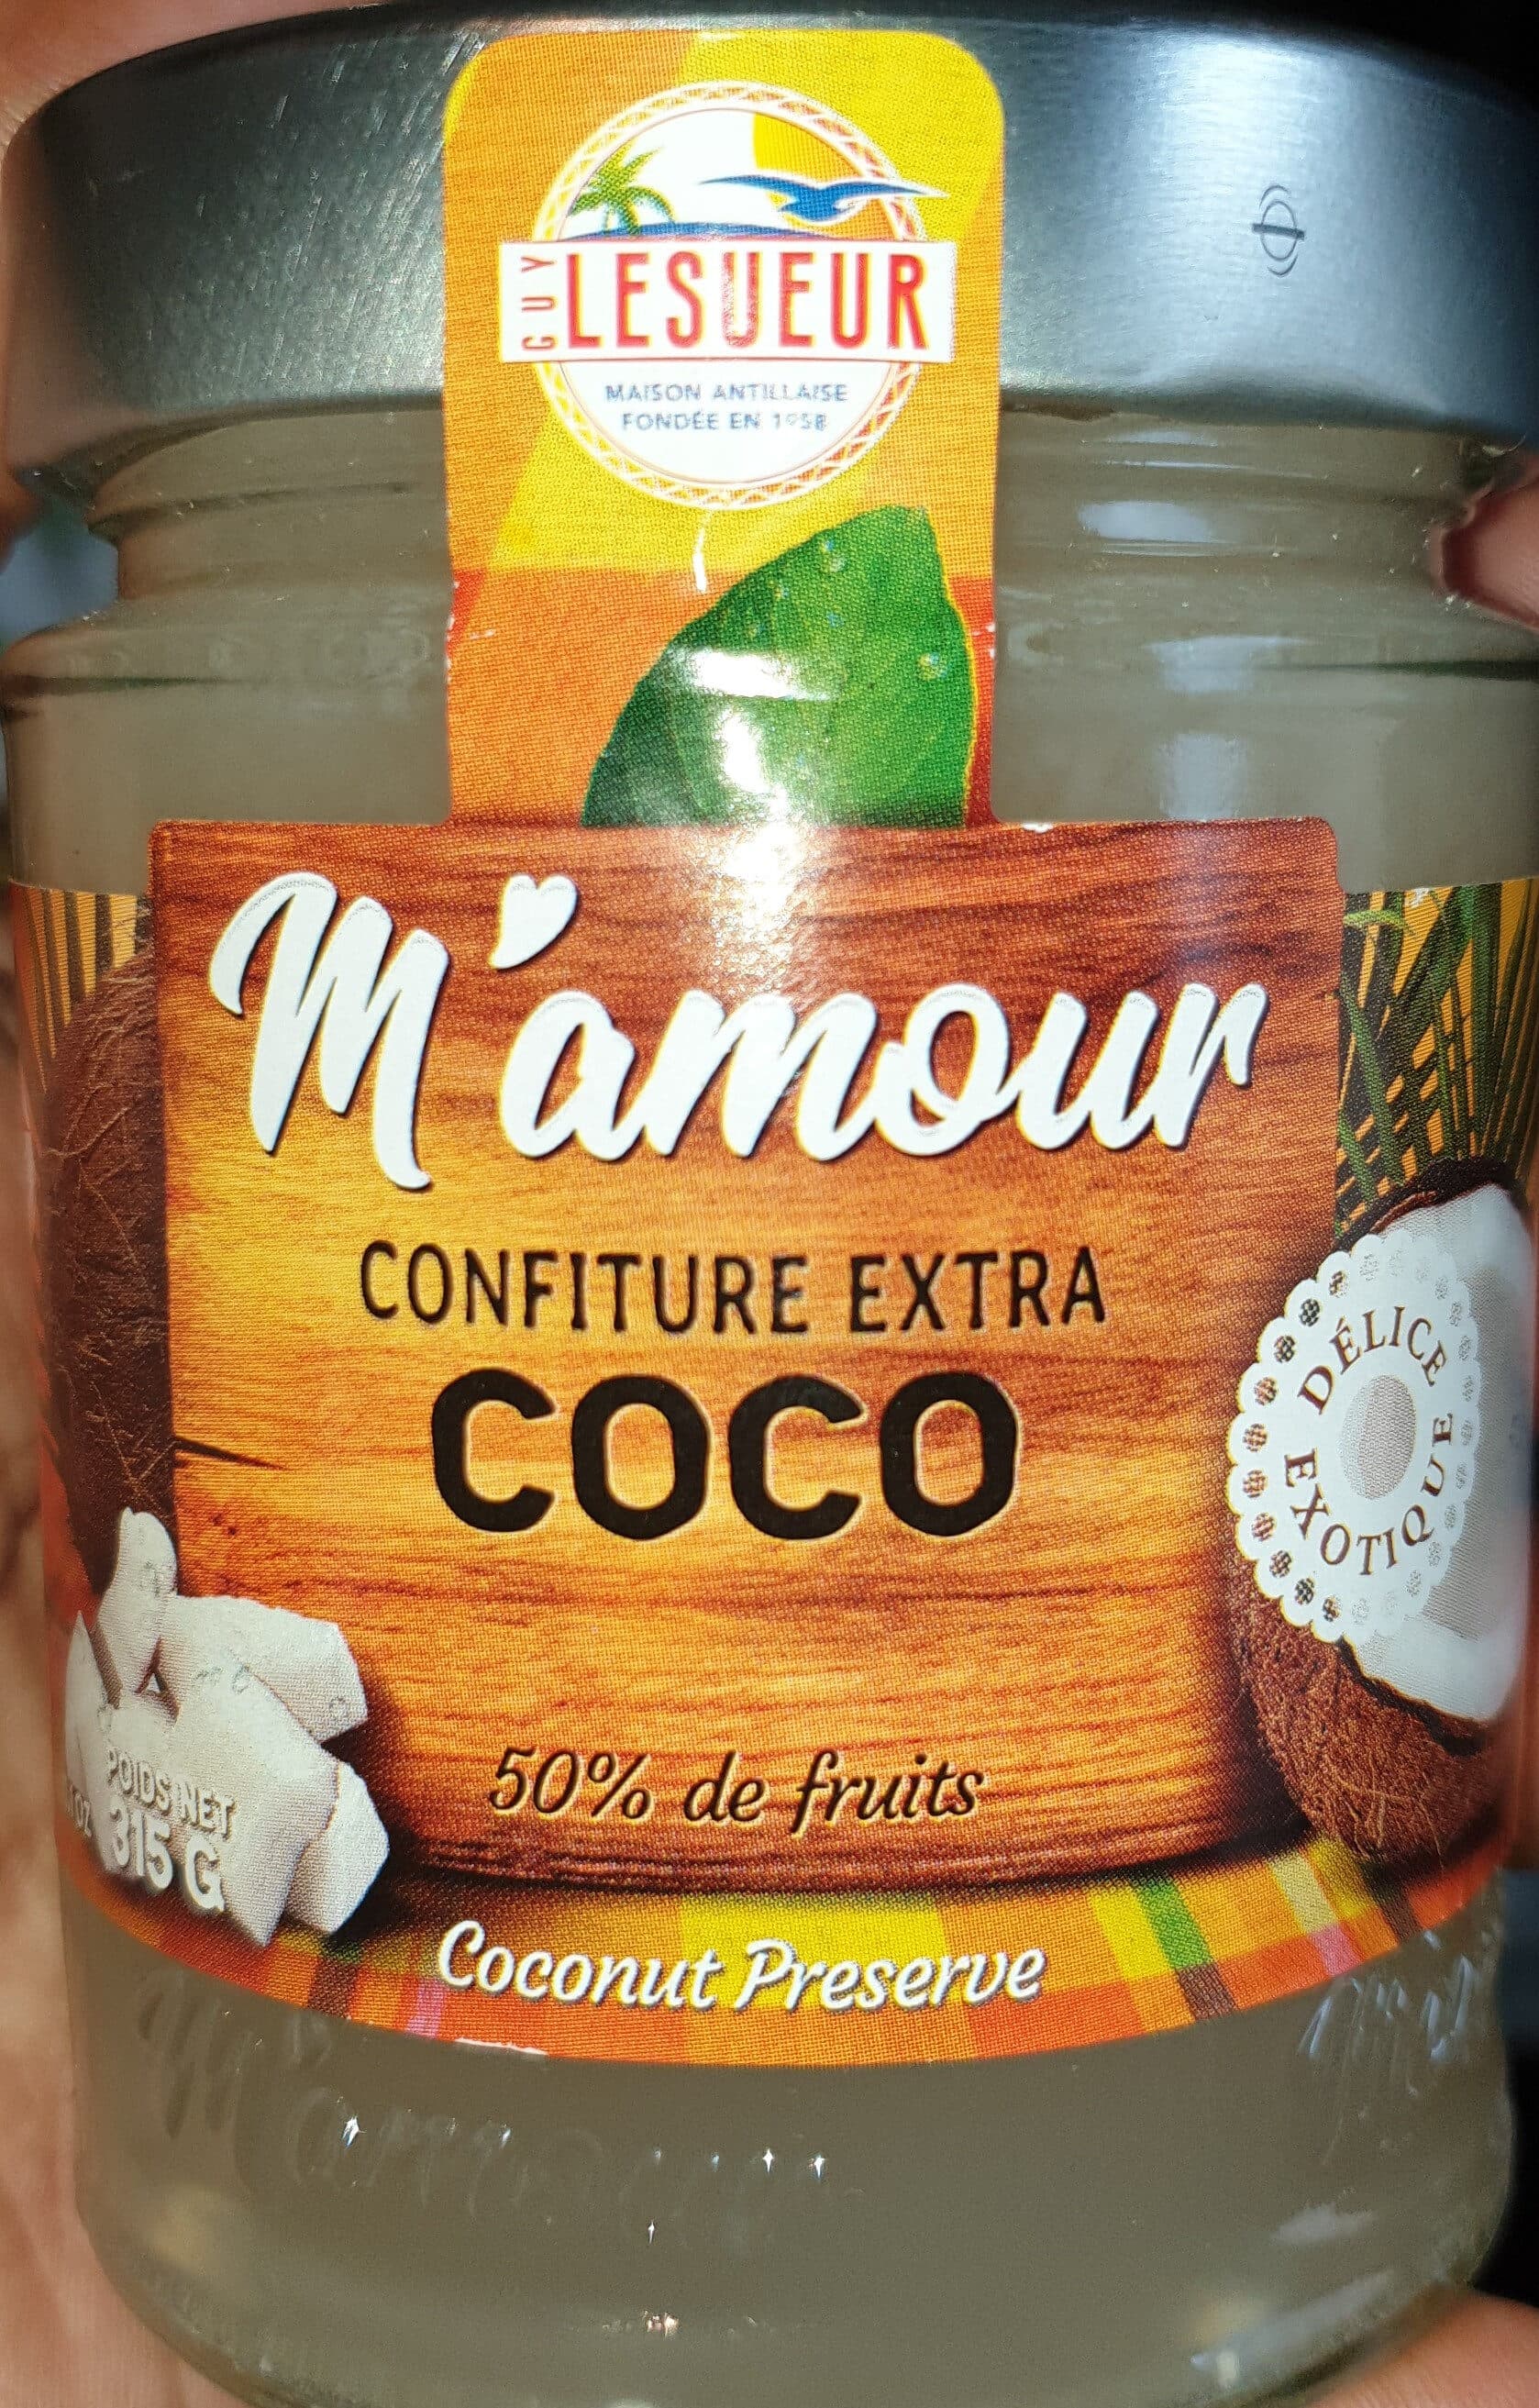 GUY
LESUEUR
MAISON ANTILLAISE
FONDÉE EN 1958
M'amour
CONFITURE EXTRA
COCO
DÉLICE
EXOTIQUE
50% de fruits
POIDS NET
315 G
OZ
Coconut Preserve